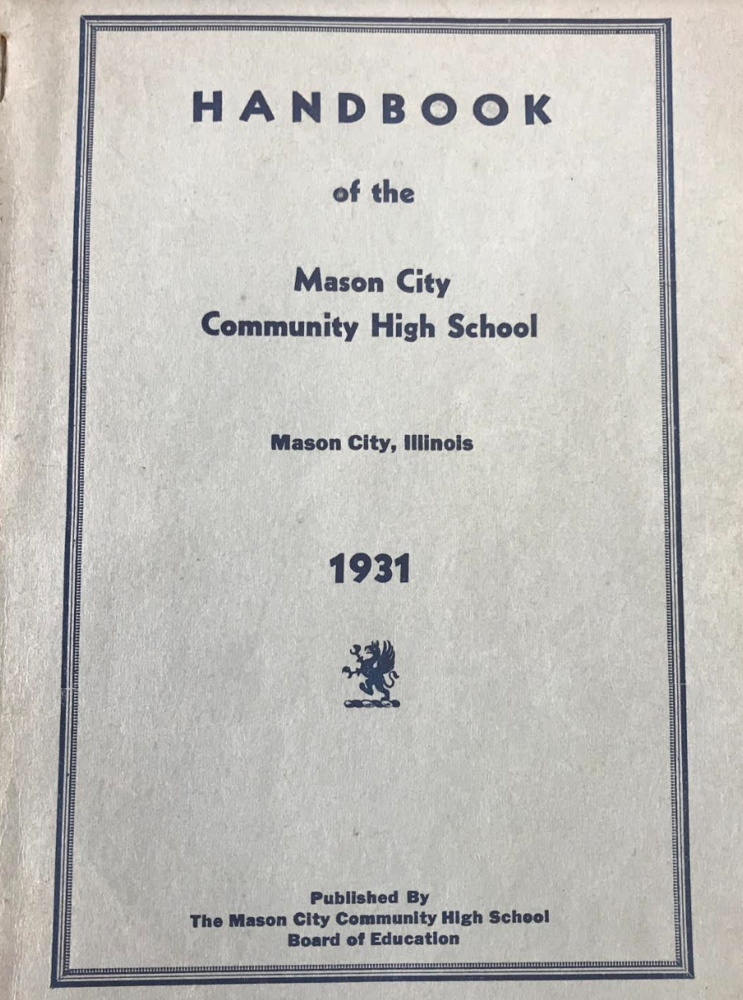 HANDBOOK
of the
Mason City
Community High School
Mason City, Illinois
1931
Published By
The Mason City Community High School
Board of Education